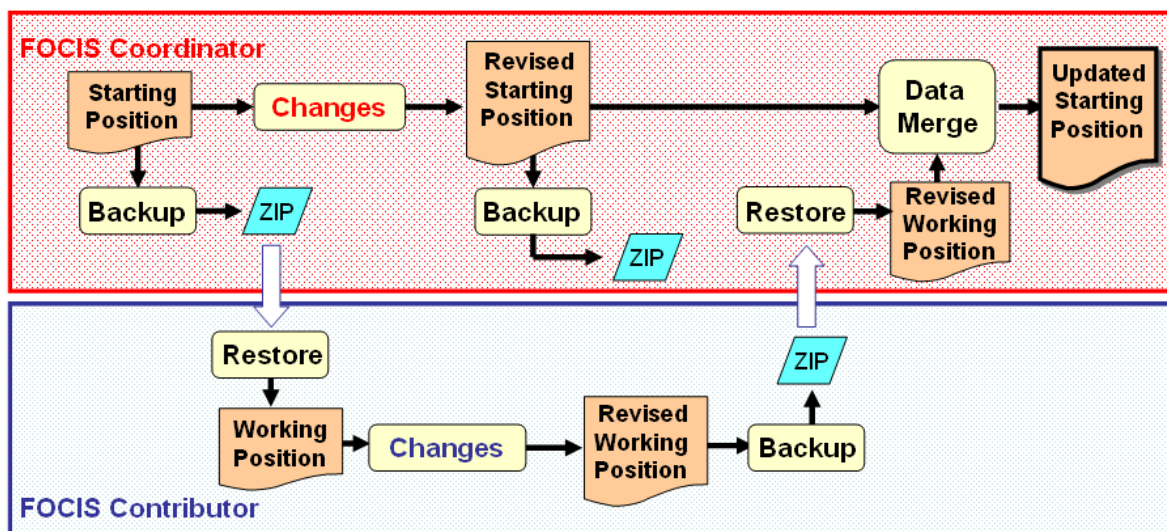 FOCIS Coordinator
Starting
Position
Changes
Revised
Starting
Position
Data
Merge
Updated
Starting
Position
Backup
ZIP
Backup
ZIP
Restore
Revised
Working
Position
Restore
Working
Position
Changes
Revised
Working
Position
Backup
ZIP
FOCIS Contributor